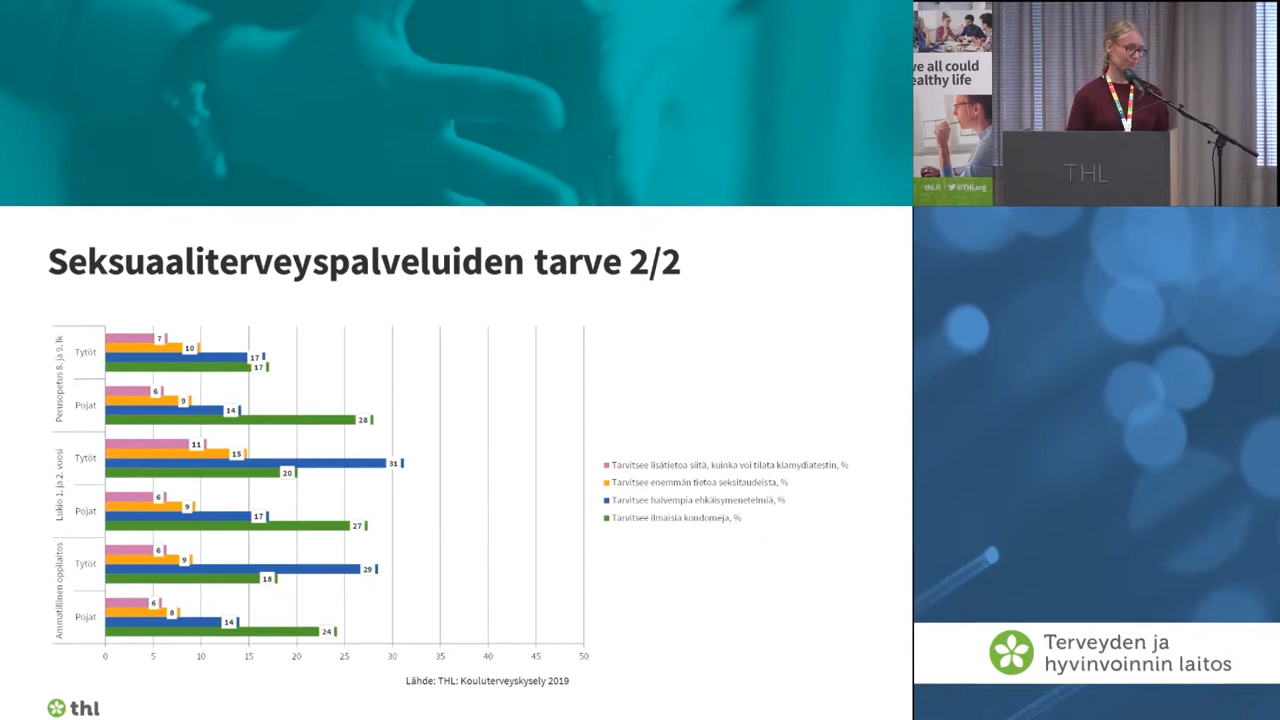 we all could
ealthy life
thl.fi | @THLorg
THL
Seksuaaliterveyspalveluiden tarve 2/2
Perusopetus 8. ja 9. lk
Tytöt
7
10
17
17
Pojat
6
9
14
28
Lukio 1. ja 2. vuosi
Tytöt
11
15
31
20
Pojat
6
9
17
27
Ammatillinen oppilaitos
Tytöt
6
9
29
18
Pojat
6
8
14
24
0 5 10 15 20 25 30 35 40 45 50
Tarvitsee lisätietoa siitä, kuinka voi tilata klamydiatestin, %
Tarvitsee enemmän tietoa seksitaudeista, %
Tarvitsee halvempia ehkäisymenetelmiä, %
Tarvitsee ilmaisia kondomeja, %
Lähde: THL: Kouluterveyskysely 2019
thl
Terveyden ja
hyvinvoinnin laitos